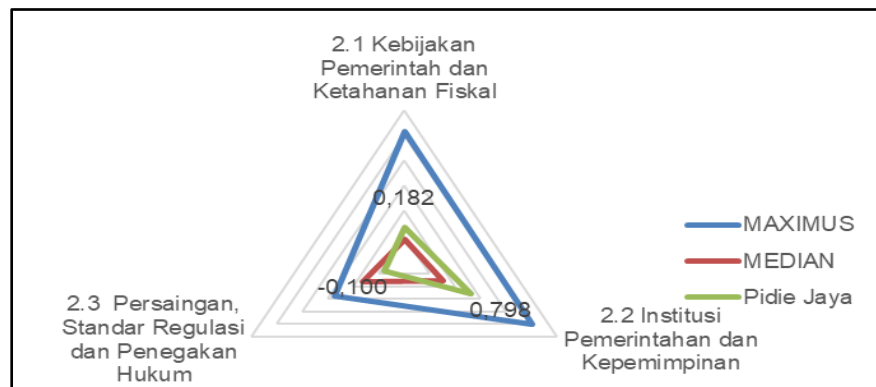 2.1 Kebijakan
Pemerintah dan
Ketahanan Fiskal
0,182
MAXIMUS
MEDIAN
Pidie Jaya
-0,100
0,798
2.3 Persaingan,
Standar Regulasi
dan Penegakan
Hukum
2.2 Institusi
Pemerintahan dan
Kepemimpinan